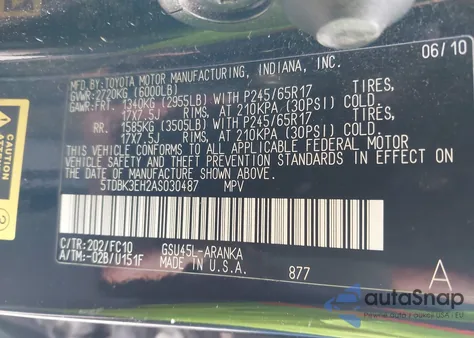 06/10
MFD.BY:TOYOTA MOTOR MANUFACTURING, INDIANA, INC.
GVWR: 2720KG (6000LB)
GAWR:FRT. 1340KG (2955LB) WITH P245/65R17 TIRES,
17X7.5J RIMS, AT 210KPA (30PSI) COLD
RR. 1585KG (3505LB) WITH P245/65R17 TIRES,
17X7.5J RIMS, AT 210KPA (30PSI) COLD
THIS VEHICLE CONFORMS TO ALL APPLICABLE FEDERAL MOTOR
VEHICLE SAFETY AND THEFT PREVENTION STANDARDS IN EFFECT ON
THE DATE OF MANUFACTURE SHOWN ABOVE.
5TDBK3EH2AS030487 MPV
C/TR:202/FC10 GSU45L-ARANKA
A/TM:-02B/U151F MADE IN U.S.A. 877
A
CAUTION
autoSnap